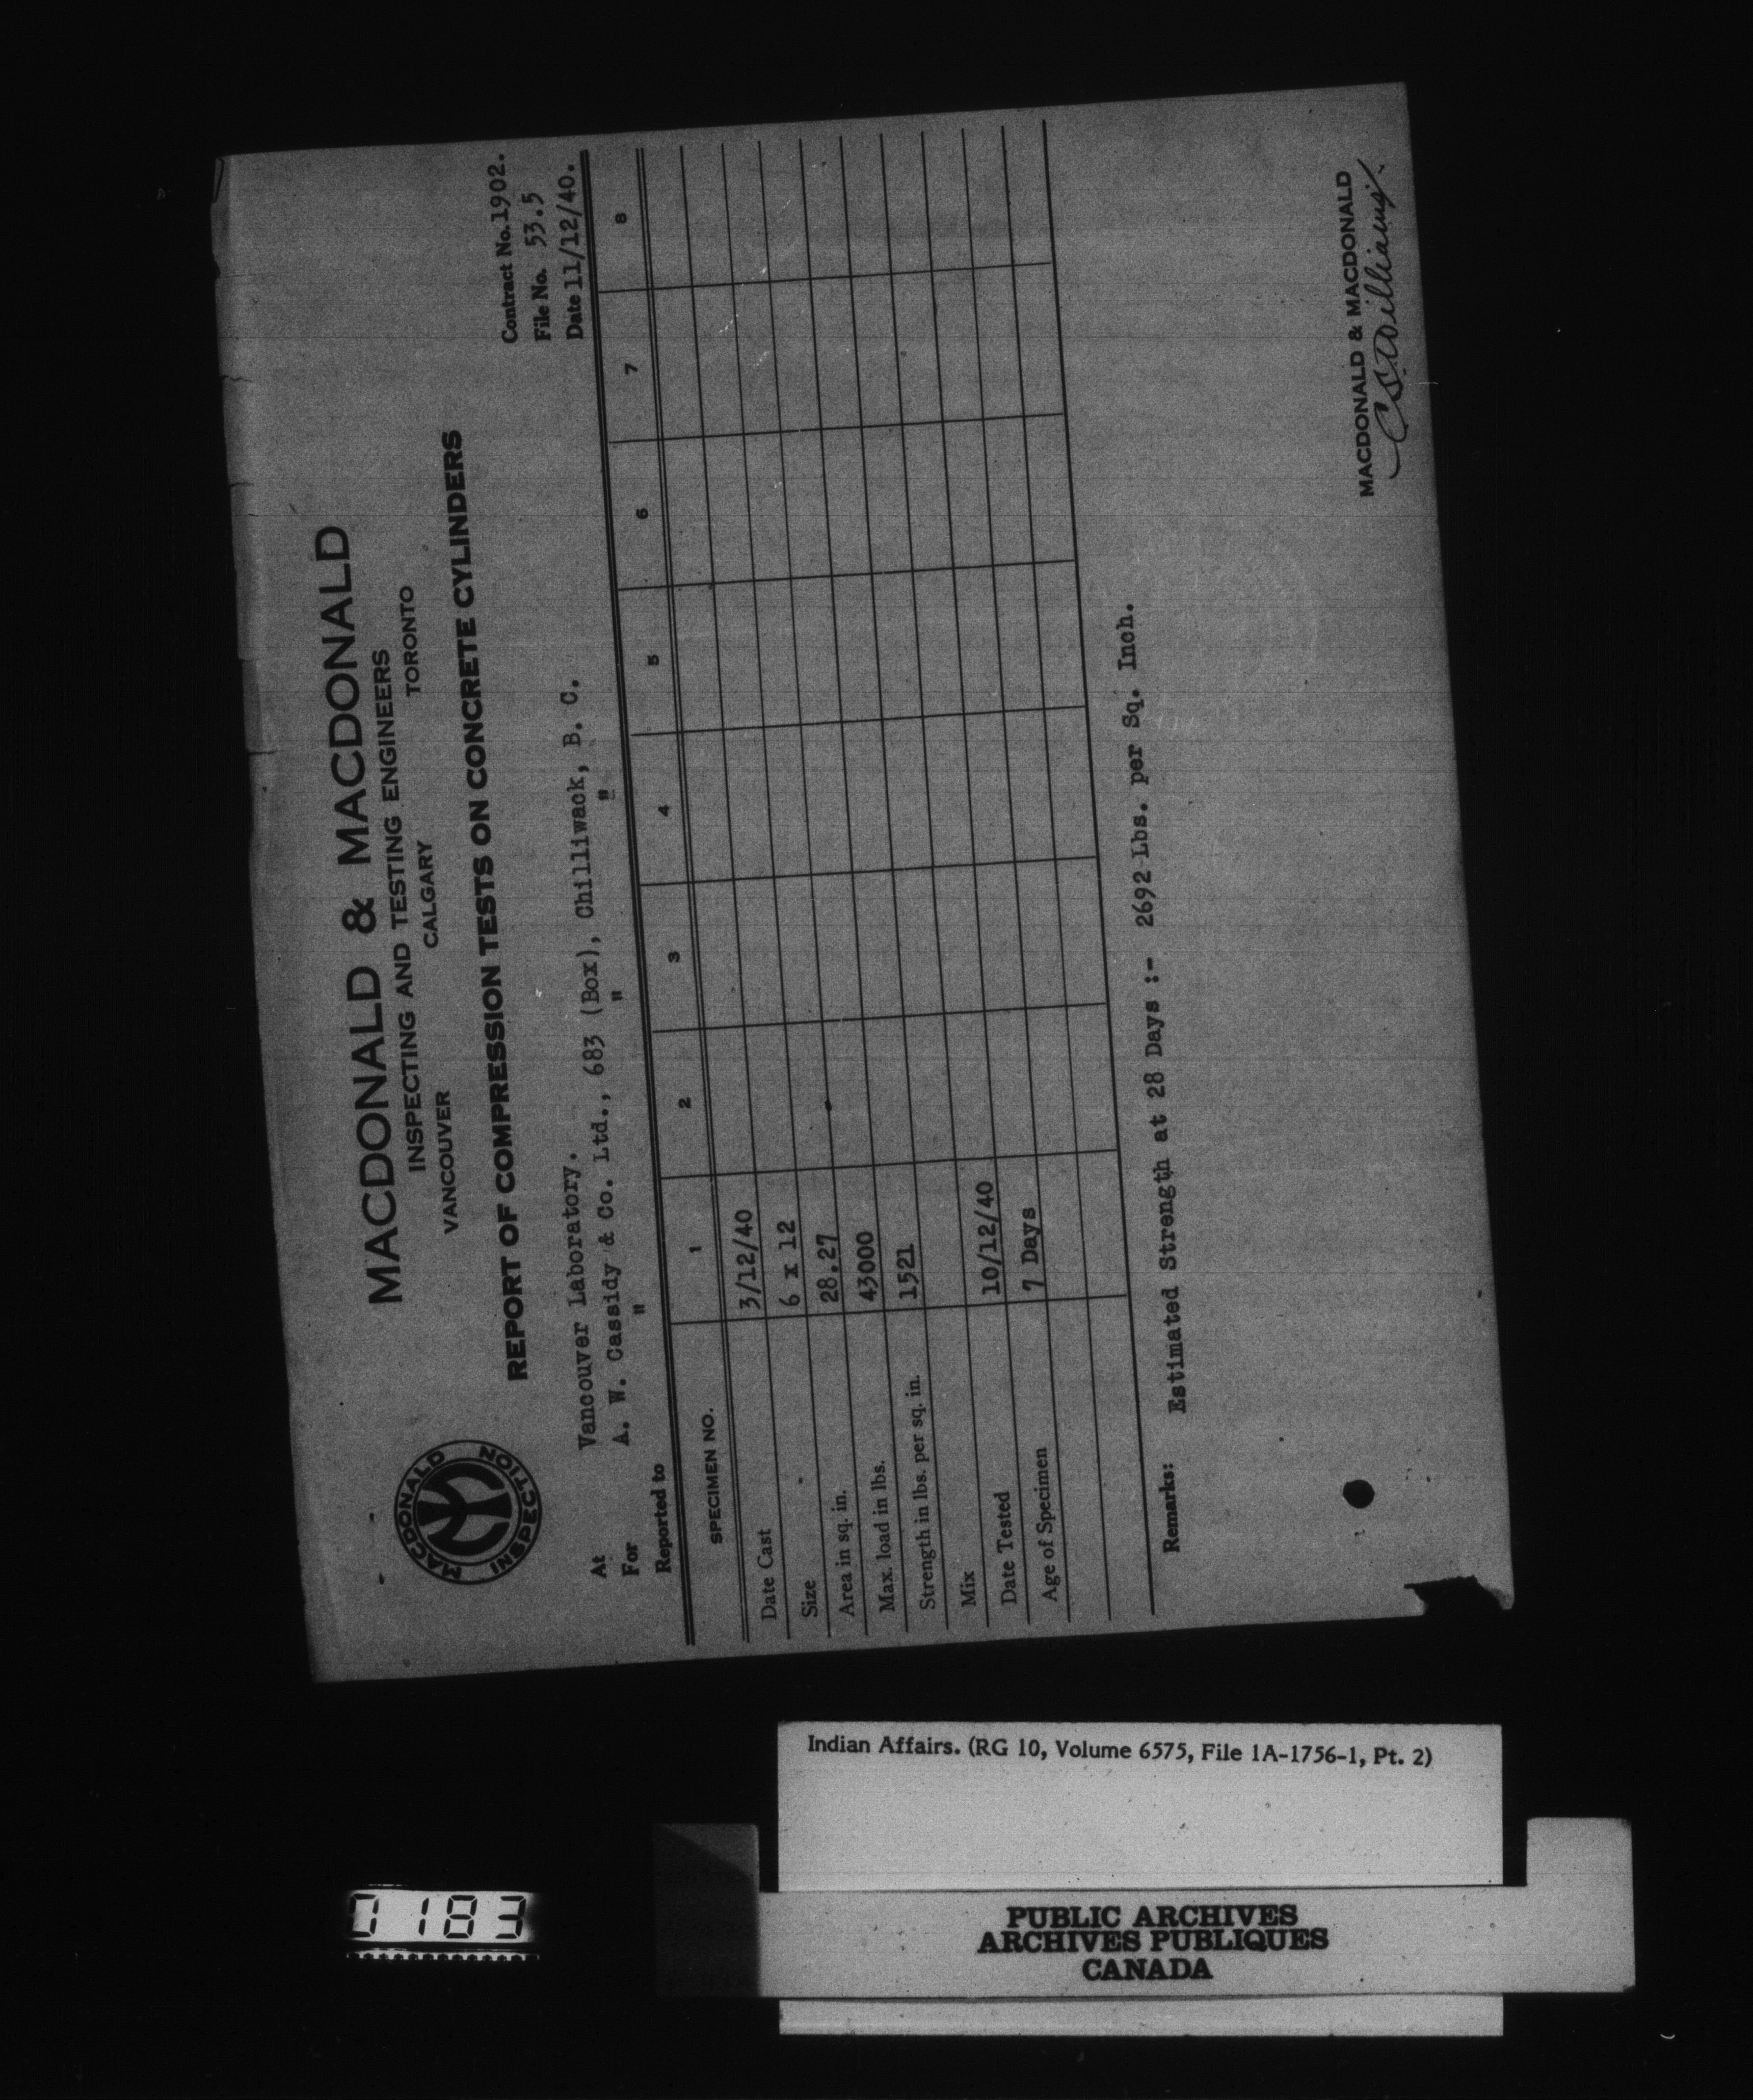 MACDONALD INSPECTION
MACDONALD & MACDONALD
INSPECTING AND TESTING ENGINEERS
VANCOUVER CALGARY TORONTO
REPORT OF COMPRESSION TESTS ON CONCRETE CYLINDERS
Contract No. 1902.
File No. 53.5
Date 11/12/40.
At Vancouver Laboratory.
For A. W. Cassidy & Co. Ltd., 683 (Box), Chilliwack, B. C.
Reported to " " "
SPECIMEN NO. 1 2 3 4 5 6 7 8
Date Cast 3/12/40
Size 6 x 12
Area in sq. in. 28.27
Max. load in lbs. 43000
Strength in lbs. per sq. in. 1521
Mix
Date Tested 10/12/40
Age of Specimen 7 Days
Remarks: Estimated Strength at 28 Days :- 2692 Lbs. per Sq. Inch.
MACDONALD & MACDONALD
Indian Affairs. (RG 10, Volume 6575, File 1A-1756-1, Pt. 2)
0183
PUBLIC ARCHIVES
ARCHIVES PUBLIQUES
CANADA